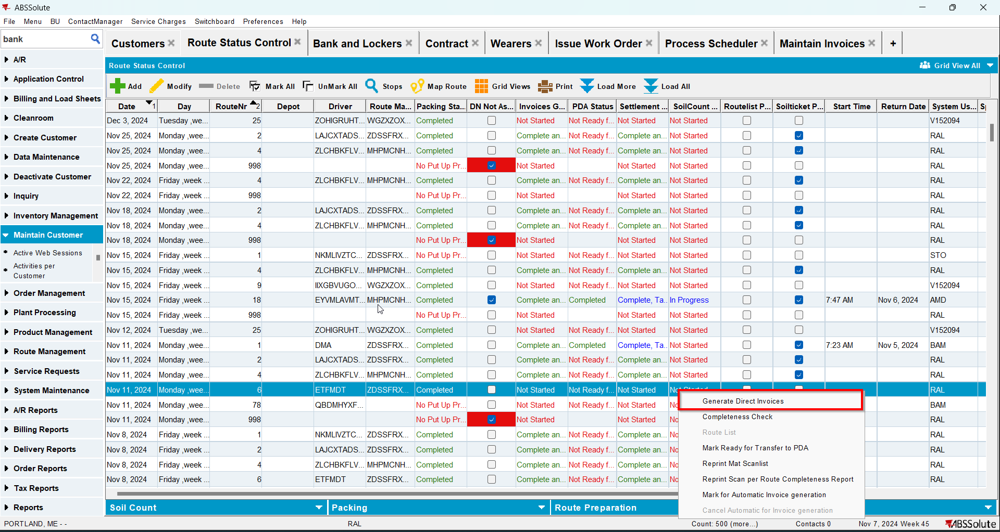 ABSSolute
File Menu BU ContactManager Service Charges Switchboard Preferences Help
bank
Customers Route Status Control Bank and Lockers Contract Wearers Issue Work Order Process Scheduler Maintain Invoices +
Route Status Control Grid View All
Add Modify Delete Mark All UnMark All Stops Map Route Grid Views Print Load More Load All
A/R
Application Control
Billing and Load Sheets
Cleanroom
Create Customer
Data Maintenance
Deactivate Customer
Inquiry
Inventory Management
Maintain Customer
Active Web Sessions
Activities per
Customer
Order Management
Plant Processing
Product Management
Route Management
Service Requests
System Maintenance
A/R Reports
Billing Reports
Delivery Reports
Order Reports
Tax Reports
Reports
Date 1 Day RouteNr 2 Depot Driver Route Ma... Packing Sta... DN Not As... Invoices G... PDA Status Settlement ... SoilCount ... Routelist P... Soilticket P... Start Time Return Date System Us...
Dec 3, 2024 Tuesday ,we... 25 ZOHIGRUHT... WGZXZOX... Completed Not Started Not Ready f... Not Started Not Started V152094
Nov 25, 2024 Monday ,wee... 2 LAJCXTADS... ZDSSFRX... Completed Complete an... Not Ready f... Complete an... Not Started RAL
Nov 25, 2024 Monday ,wee... 4 ZLCHBKFLV... MHPMCNH... Completed Complete an... Not Ready f... Complete an... Not Started RAL
Nov 25, 2024 Monday ,wee... 998 No Put Up Pr... Not Started Not Started Not Started RAL
Nov 22, 2024 Friday ,week ... 4 ZLCHBKFLV... MHPMCNH... Completed Complete an... Not Ready f... Complete an... Not Started RAL
Nov 22, 2024 Friday ,week ... 998 No Put Up Pr... Not Started Not Started Not Started RAL
Nov 18, 2024 Monday ,wee... 2 LAJCXTADS... ZDSSFRX... Completed Complete an... Not Ready f... Complete an... Not Started RAL
Nov 18, 2024 Monday ,wee... 4 ZLCHBKFLV... MHPMCNH... Completed Complete an... Not Ready f... Complete an... Not Started RAL
Nov 18, 2024 Monday ,wee... 998 No Put Up Pr... Not Started Not Started Not Started RAL
Nov 15, 2024 Friday ,week ... 1 NKMLIVZTC... ZDSSFRX... No Put Up Pr... Not Started Not Ready f... Not Started Not Started STO
Nov 15, 2024 Friday ,week ... 4 ZLCHBKFLV... MHPMCNH... Completed Complete an... Not Ready f... Complete an... Not Started RAL
Nov 15, 2024 Friday ,week ... 9 IIXGBVUGO... WGZXZOX... Completed Not Started Not Ready f... Not Started Not Started V152094
Nov 15, 2024 Friday ,week ... 18 EYVMLAVMT... MHPMCNH... Completed Complete an... Completed Complete, Ta... In Progress 7:47 AM Nov 6, 2024 AMD
Nov 15, 2024 Friday ,week ... 998 No Put Up Pr... Not Started Not Started Not Started RAL
Nov 12, 2024 Tuesday ,we... 25 ZOHIGRUHT... WGZXZOX... Completed Not Started Not Ready f... Not Started Not Started V152094
Nov 11, 2024 Monday ,wee... 1 DMA ZDSSFRX... Completed Complete an... Completed Complete, Ta... Not Started 7:23 AM Nov 5, 2024 BAM
Nov 11, 2024 Monday ,wee... 2 LAJCXTADS... ZDSSFRX... Completed Complete an... Not Ready f... Complete an... Not Started RAL
Nov 11, 2024 Monday ,wee... 4 ZLCHBKFLV... MHPMCNH... Completed Complete an... Not Ready f... Complete an... Not Started RAL
Nov 11, 2024 Monday ,wee... 6 ETFMDT ZDSSFRX... Completed Not Started Not Ready f... Not Started Not Started RAL
Nov 11, 2024 Monday ,wee... 78 QBDMHYXF... No Put Up Pr... Not Started Not Ready f... Not Started BAM
Nov 11, 2024 Monday ,wee... 998 No Put Up Pr... Not Started Not Started RAL
Nov 8, 2024 Friday ,week ... 1 NKMLIVZTC... ZDSSFRX... Completed Complete an... Not Ready f... Complete an... RAL
Nov 8, 2024 Friday ,week ... 2 LAJCXTADS... ZDSSFRX... Completed Complete an... Not Ready f... Complete an... RAL
Nov 8, 2024 Friday ,week ... 4 ZLCHBKFLV... MHPMCNH... Completed Complete an... Not Ready f... Complete an... RAL
Nov 8, 2024 Friday ,week ... 6 ETFMDT ZDSSFRX... Completed Complete an... Not Ready f... Complete an... RAL
Generate Direct Invoices
Completeness Check
Route List
Mark Ready for Transfer to PDA
Reprint Mat Scanlist
Reprint Scan per Route Completeness Report
Mark for Automatic Invoice generation
Cancel Automatic for Invoice generation
Soil Count Packing Route Preparation
PORTLAND, ME - - RAL Count: 500 (more...) Contacts 0 Nov 7, 2024 Week 45 ABSSolute